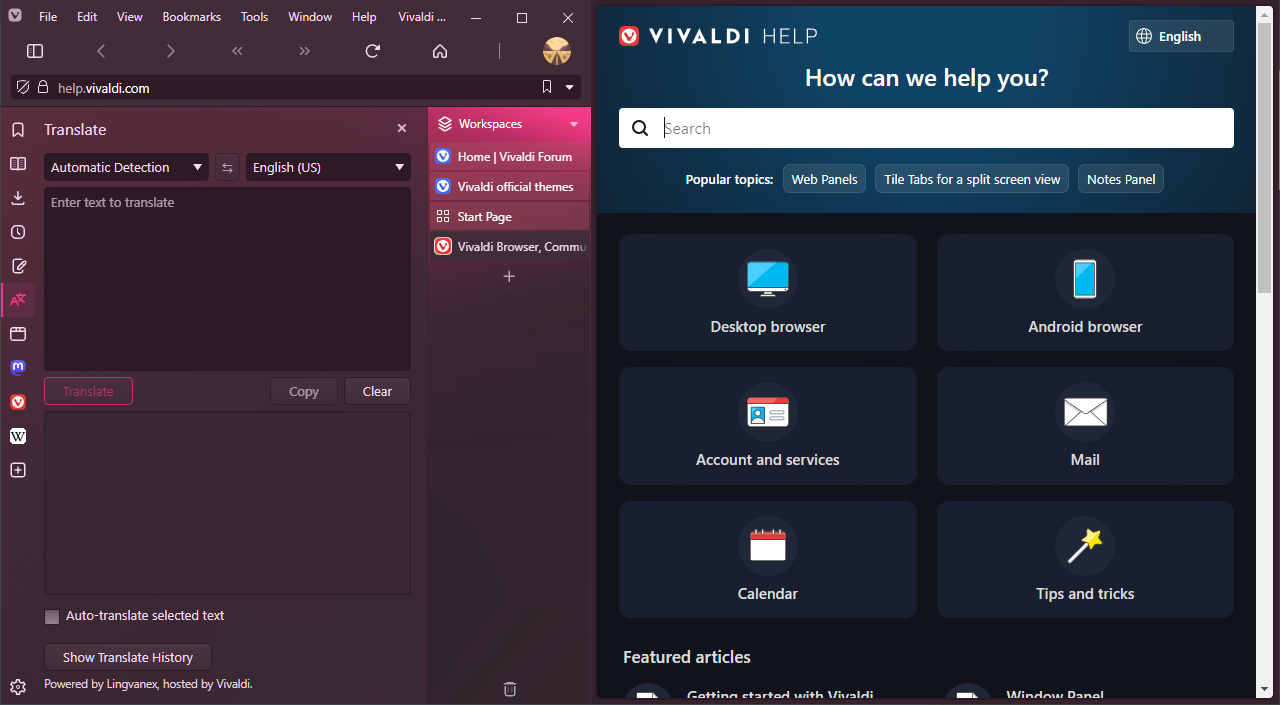 File Edit View Bookmarks Tools Window Help Vivaldi ...
help.vivaldi.com
Translate
Automatic Detection English (US)
Enter text to translate
Translate Copy Clear
Auto-translate selected text
Show Translate History
Powered by Lingvanex, hosted by Vivaldi.
Workspaces
Home | Vivaldi Forum
Vivaldi official themes
Start Page
Vivaldi Browser, Commu
VIVALDI HELP
English
How can we help you?
Search
Popular topics: Web Panels Tile Tabs for a split screen view Notes Panel
Desktop browser
Android browser
Account and services
Mail
Calendar
Tips and tricks
Featured articles
Getting started with Vivaldi
Window Panel